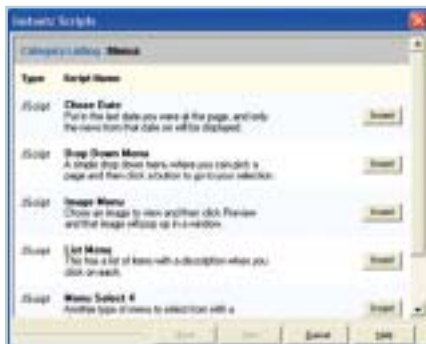 Scripts
Category Listing: Menus
Type Script Name
JScript Chose Date
Put in the last date you were at the page, and only
the news from that date on will be displayed.
Insert
JScript Drop Down Menu
A simple drop down menu where you can pick a
page and then click a button to go to your selection.
Insert
JScript Image Menu
Chose an image to view and then click Preview
and that image will pop up in a window.
Insert
JScript List Menu
This has a list of items with a description when you
click on each.
Insert
JScript Menu Select 4
Another type of menu to select from with a
Insert
Cancel Help